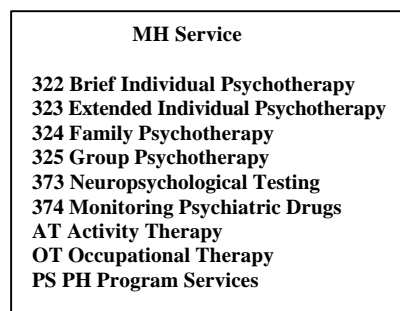 MH Service
322 Brief Individual Psychotherapy
323 Extended Individual Psychotherapy
324 Family Psychotherapy
325 Group Psychotherapy
373 Neuropsychological Testing
374 Monitoring Psychiatric Drugs
AT Activity Therapy
OT Occupational Therapy
PS PH Program Services